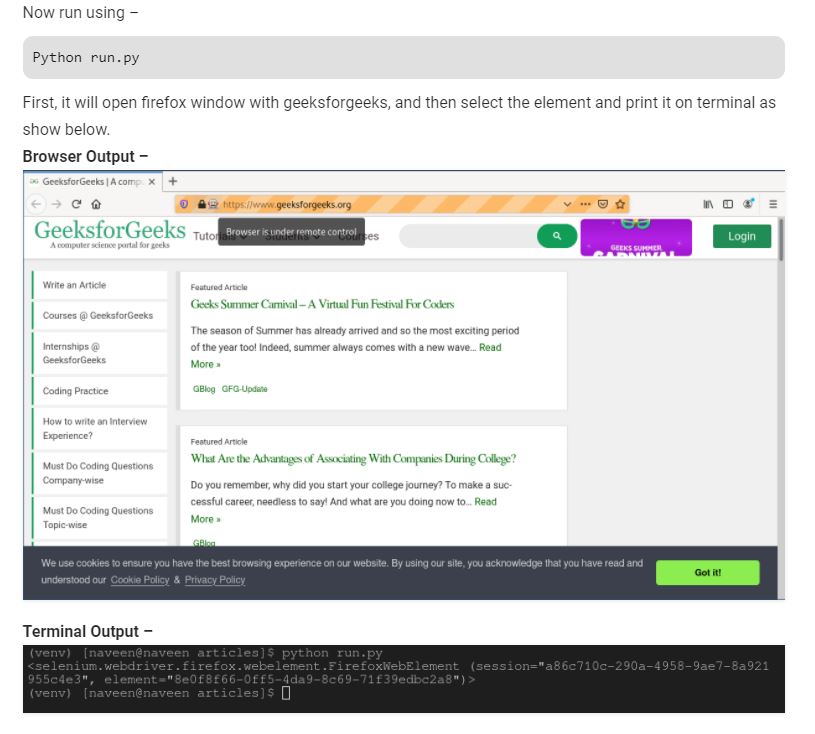 Now run using –
Python run.py
First, it will open firefox window with geeksforgeeks, and then select the element and print it on terminal as
show below.
Browser Output –
GeeksforGeeks | A comp
https://www.geeksforgeeks.org
GeeksforGeeks
A computer science portal for geeks
Tutorials Students Courses
Browser is under remote control
GEEKS SUMMER
CARNIVAL
Login
Write an Article
Courses @ GeeksforGeeks
Internships @
GeeksforGeeks
Coding Practice
How to write an Interview
Experience?
Must Do Coding Questions
Company-wise
Must Do Coding Questions
Topic-wise
Featured Article
Geeks Summer Carnival – A Virtual Fun Festival For Coders
The season of Summer has already arrived and so the most exciting period
of the year too! Indeed, summer always comes with a new wave... Read
More »
GBlog GFG-Update
Featured Article
What Are the Advantages of Associating With Companies During College?
Do you remember, why did you start your college journey? To make a suc-
cessful career, needless to say! And what are you doing now to... Read
More »
GBlog
We use cookies to ensure you have the best browsing experience on our website. By using our site, you acknowledge that you have read and
understood our Cookie Policy & Privacy Policy
Got it!
Terminal Output –
(venv) [naveen@naveen articles]$ python run.py
<selenium.webdriver.firefox.webelement.FirefoxWebElement (session="a86c710c-290a-4958-9ae7-8a921
955c4e3", element="8e0f8f66-0ff5-4da9-8c69-71f39edbc2a8")>
(venv) [naveen@naveen articles]$